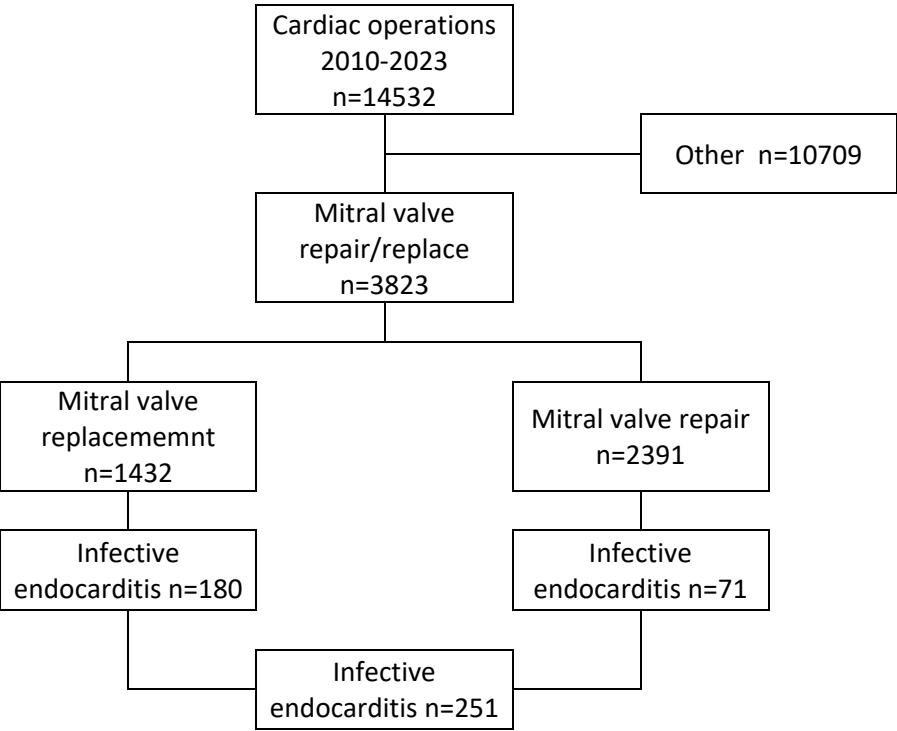 Cardiac operations
2010-2023
n=14532
Other  n=10709
Mitral valve
repair/replace
n=3823
Mitral valve
replacememnt
n=1432
Mitral valve repair
n=2391
Infective
endocarditis n=180
Infective
endocarditis n=71
Infective
endocarditis n=251